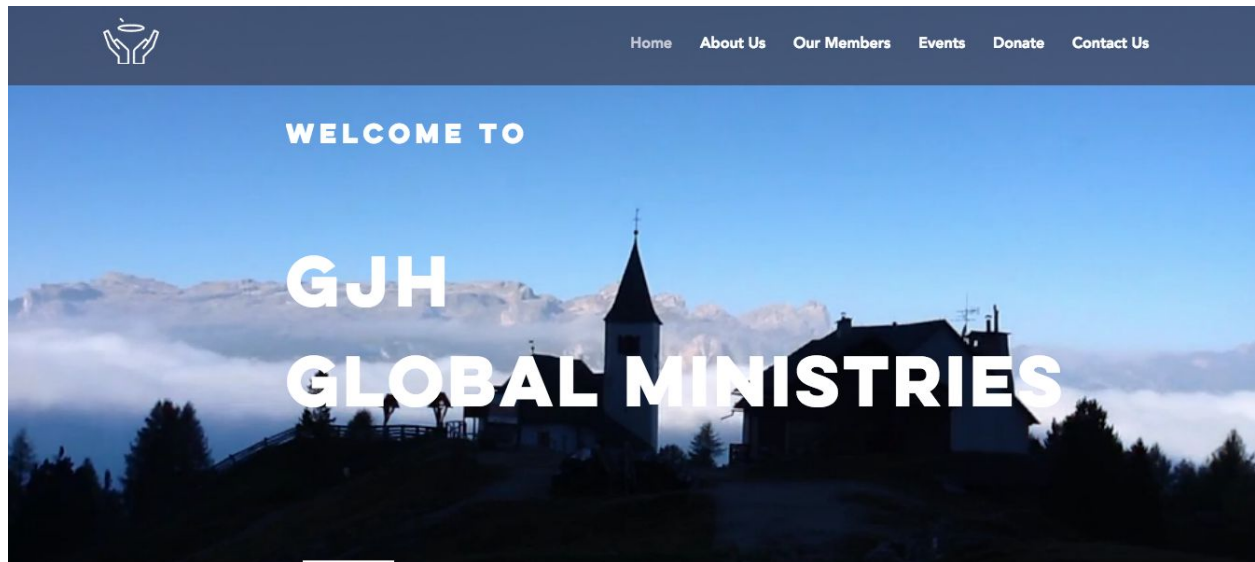 Home About Us Our Members Events Donate Contact Us
WELCOME TO
GJH
GLOBAL MINISTRIES